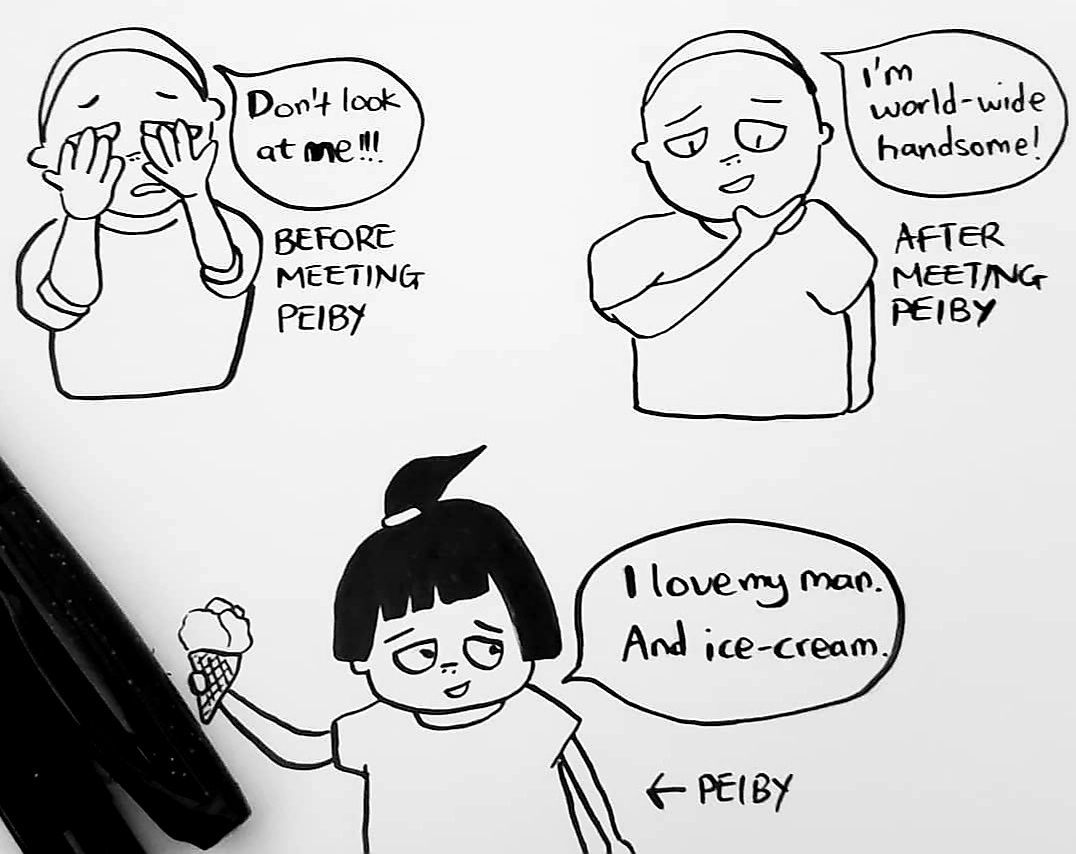 Don't look
at me!!!
BEFORE
MEETING
PEIBY
I'm
world-wide
handsome!
AFTER
MEETING
PEIBY
I love my man.
And ice-cream.
← PEIBY